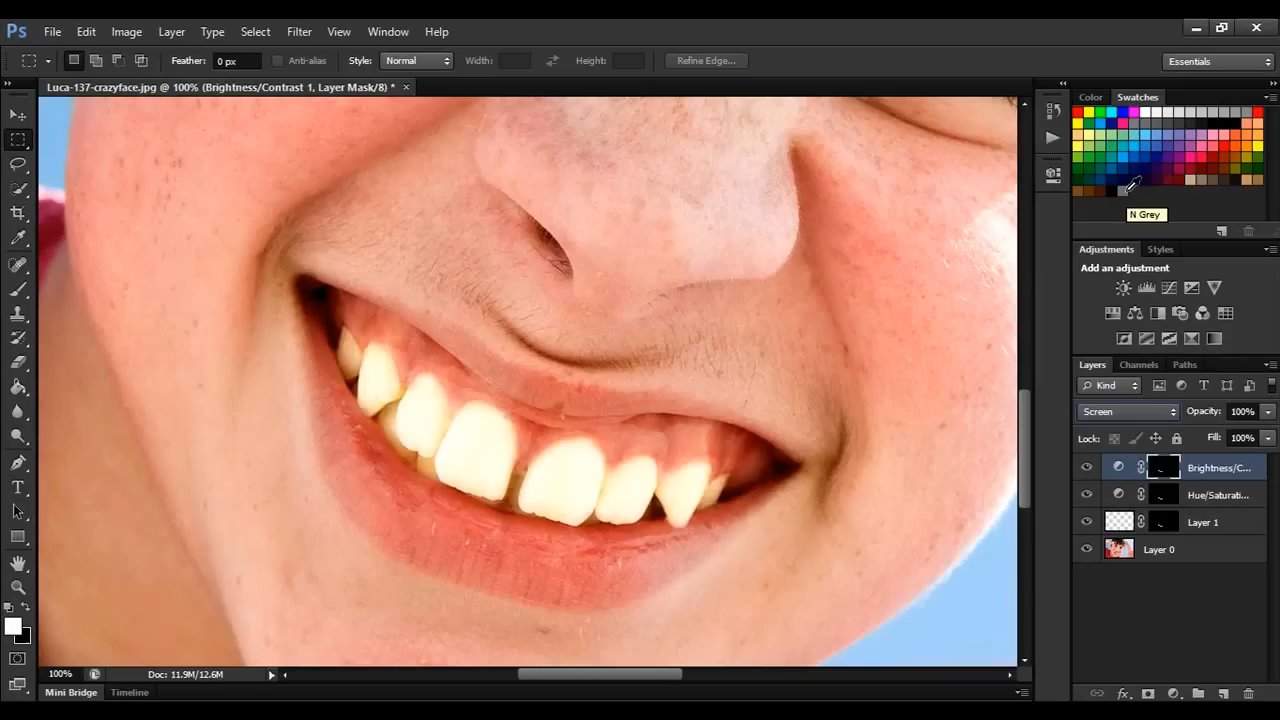 Ps File Edit Image Layer Type Select Filter View Window Help
Feather: 0 px Anti-alias Style: Normal Width: Height: Refine Edge... Essentials
Luca-137-crazyface.jpg @ 100% (Brightness/Contrast 1, Layer Mask/8) * ×
Color Swatches
N Grey
Adjustments Styles
Add an adjustment
Layers Channels Paths
Kind
Screen Opacity: 100%
Lock: Fill: 100%
Brightness/C...
Hue/Saturati...
Layer 1
Layer 0
100% Doc: 11.9M/12.6M
Mini Bridge Timeline